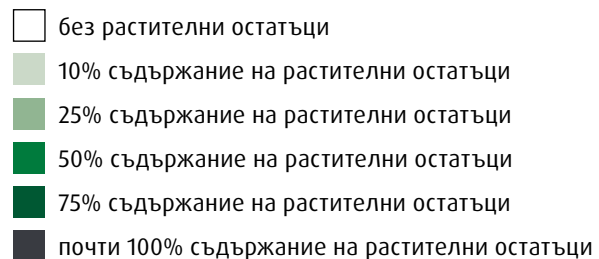 без растителни остатъци
10% съдържание на растителни остатъци
25% съдържание на растителни остатъци
50% съдържание на растителни остатъци
75% съдържание на растителни остатъци
почти 100% съдържание на растителни остатъци